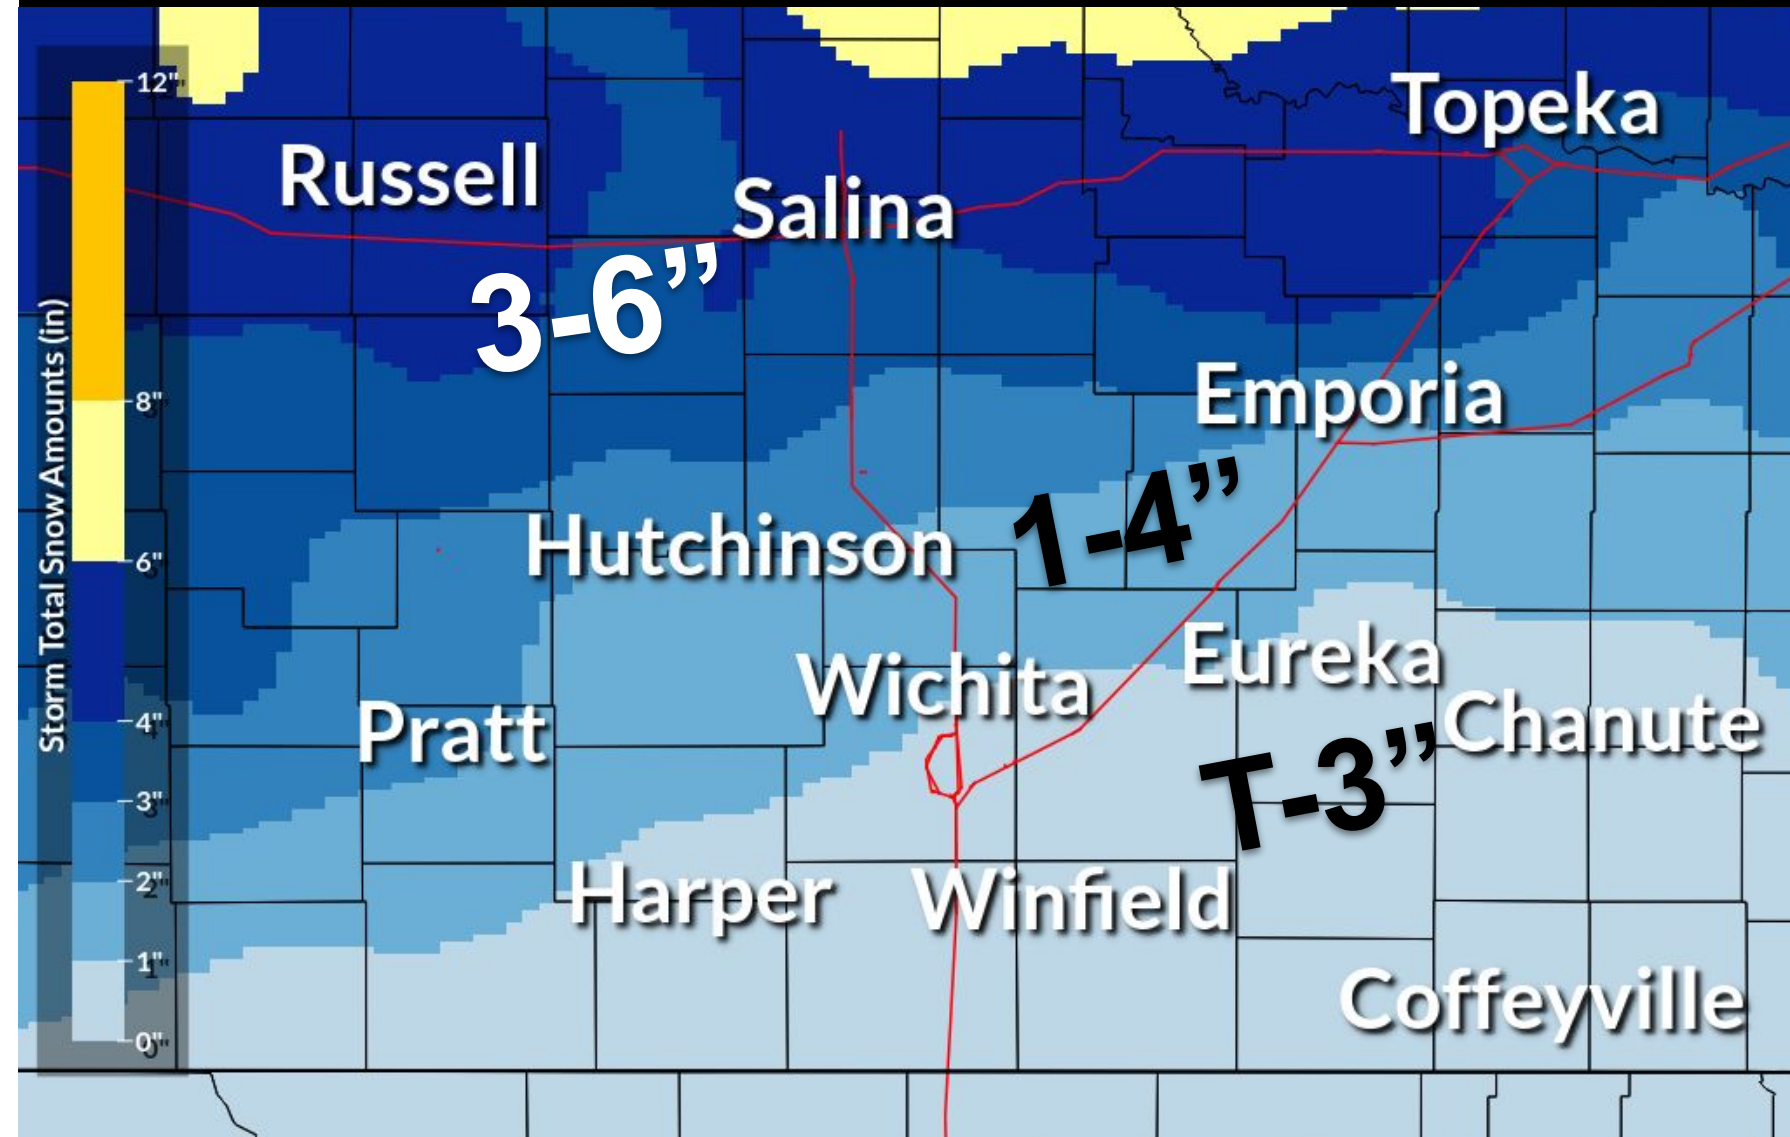 12"
Topeka
Russell
Salina
3-6”
Storm Total Snow Amounts (in)
8"
Emporia
1-4”
6"
Hutchinson
Eureka
Wichita
4"
Pratt
Chanute
T-3”
3"
2"
Harper
Winfield
1"
Coffeyville
0"